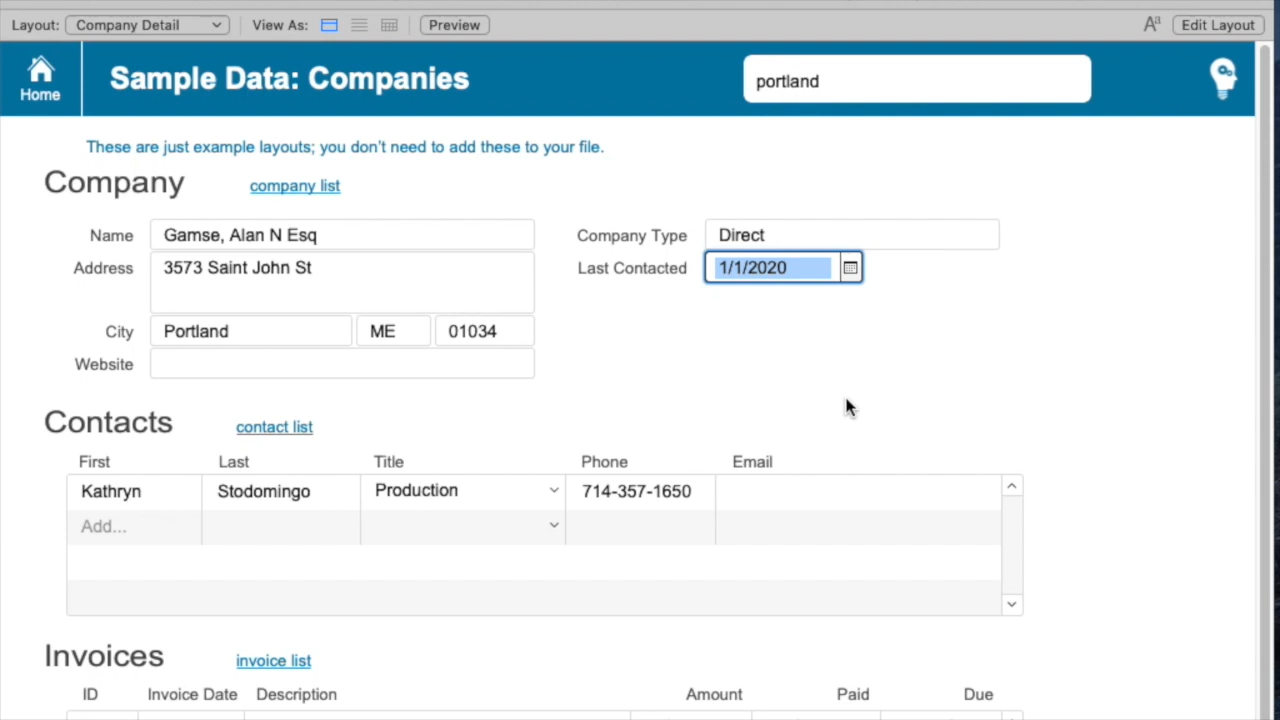 Layout: Company Detail View As: Preview Aª Edit Layout
Home Sample Data: Companies portland
These are just example layouts; you don't need to add these to your file.
Company company list
Name Gamse, Alan N Esq Company Type Direct
Address 3573 Saint John St Last Contacted 1/1/2020
City Portland ME 01034
Website
Contacts contact list
First Last Title Phone Email
Kathryn Stodomingo Production 714-357-1650
Add...
Invoices invoice list
ID Invoice Date Description Amount Paid Due